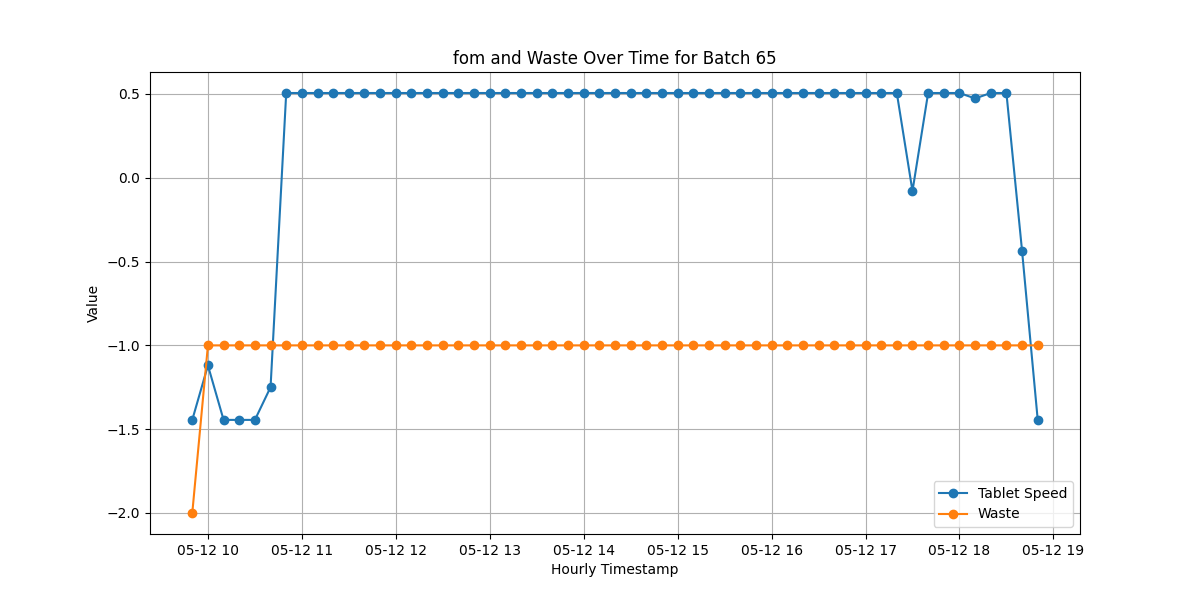 fom and Waste Over Time for Batch 65
Value
0.5
0.0
−0.5
−1.0
−1.5
−2.0
Tablet Speed
Waste
05-12 10 05-12 11 05-12 12 05-12 13 05-12 14 05-12 15 05-12 16 05-12 17 05-12 18 05-12 19
Hourly Timestamp